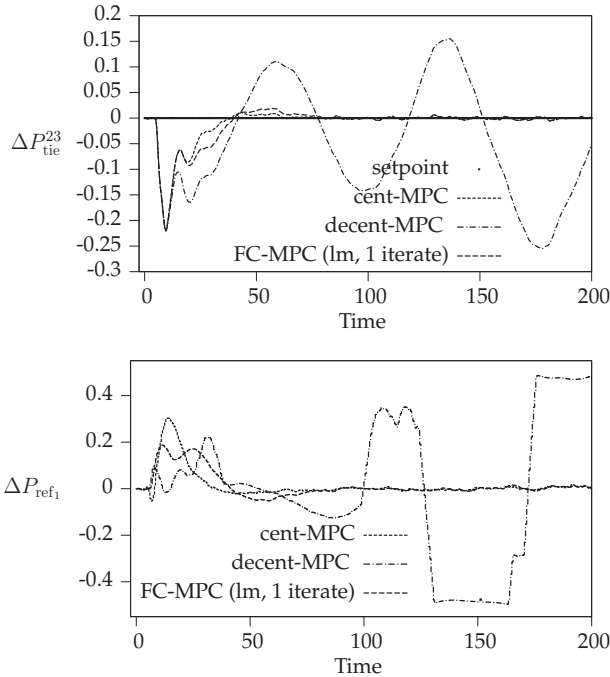 0.2
0.15
0.1
0.05
0
-0.05
-0.1
-0.15
-0.2
-0.25
-0.3
ΔP²³tie
setpoint
cent-MPC
decent-MPC
FC-MPC (lm, 1 iterate)
0 50 100 150 200
Time
0.4
0.2
0
-0.2
-0.4
ΔPref₁
cent-MPC
decent-MPC
FC-MPC (lm, 1 iterate)
0 50 100 150 200
Time